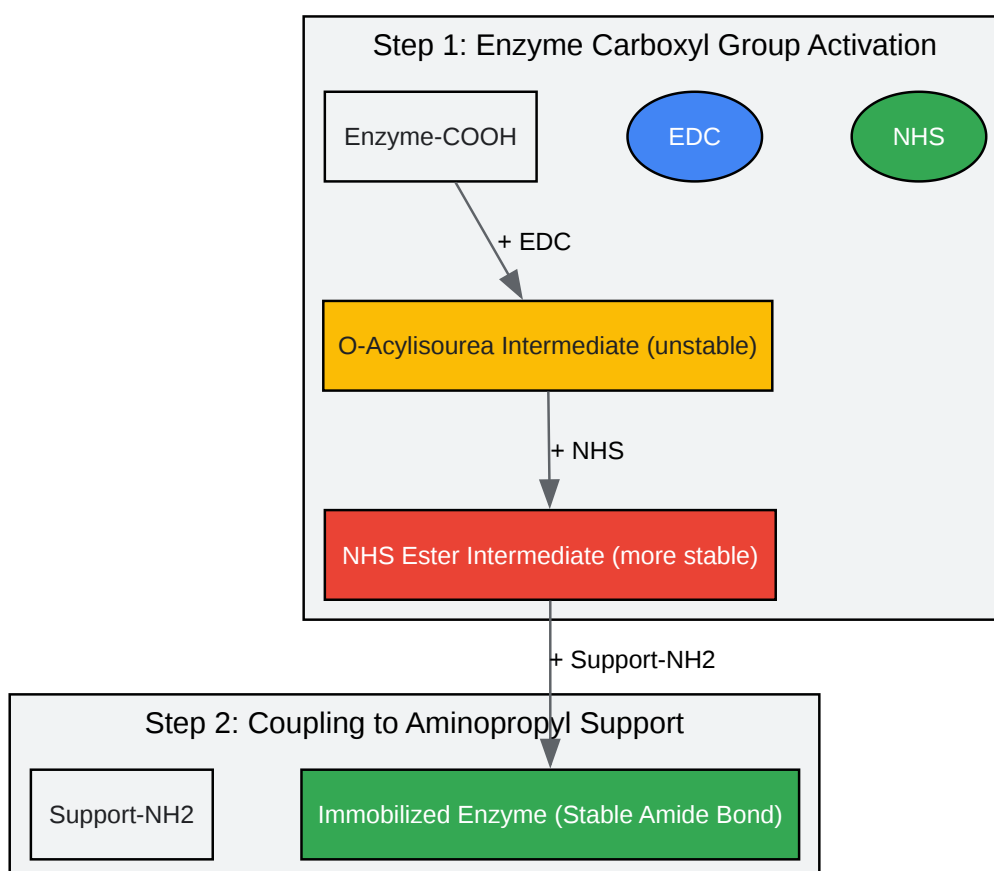 Step 1: Enzyme Carboxyl Group Activation
Enzyme-COOH
EDC
NHS
+ EDC
O-Acylisourea Intermediate (unstable)
+ NHS
NHS Ester Intermediate (more stable)
+ Support-NH2
Step 2: Coupling to Aminopropyl Support
Support-NH2
Immobilized Enzyme (Stable Amide Bond)